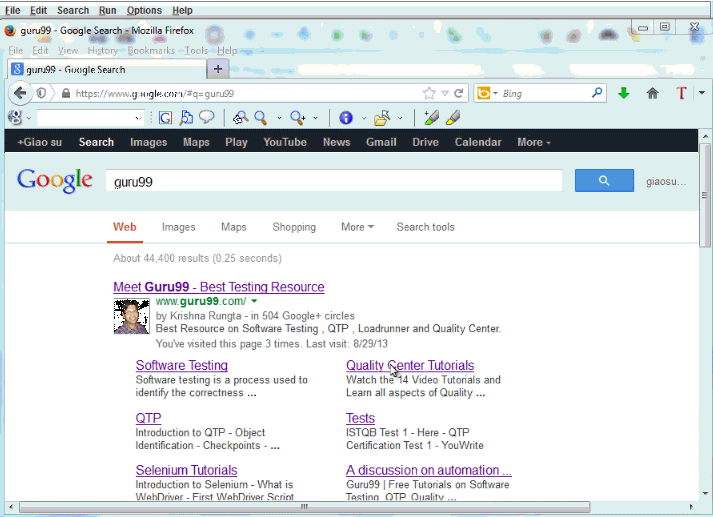 File Edit Search Run Options Help
guru99 - Google Search - Mozilla Firefox
File Edit View History Bookmarks Tools Help
guru99 - Google Search
https://www.google.com/#q=guru99
Bing
+Giao su Search Images Maps Play YouTube News Gmail Drive Calendar More
Google guru99 giaosu...
Web Images Maps Shopping More Search tools
About 44,400 results (0.25 seconds)
Meet Guru99 - Best Testing Resource
www.guru99.com/
by Krishna Rungta - in 504 Google+ circles
Best Resource on Software Testing , QTP , Loadrunner and Quality Center.
You've visited this page 3 times. Last visit: 8/29/13
Software Testing Quality Center Tutorials
Software testing is a process used to Watch the 14 Video Tutorials and
identify the correctness ... Learn all aspects of Quality ...
QTP Tests
Introduction to QTP - Object ISTQB Test 1 - Here - QTP
Identification - Checkpoints - ... Certification Test 1 - YouWrite
Selenium Tutorials A discussion on automation ...
Introduction to Selenium - What is Guru99 | Free Tutorials on Software
WebDriver - First WebDriver Script Testing, QTP, Quality ...